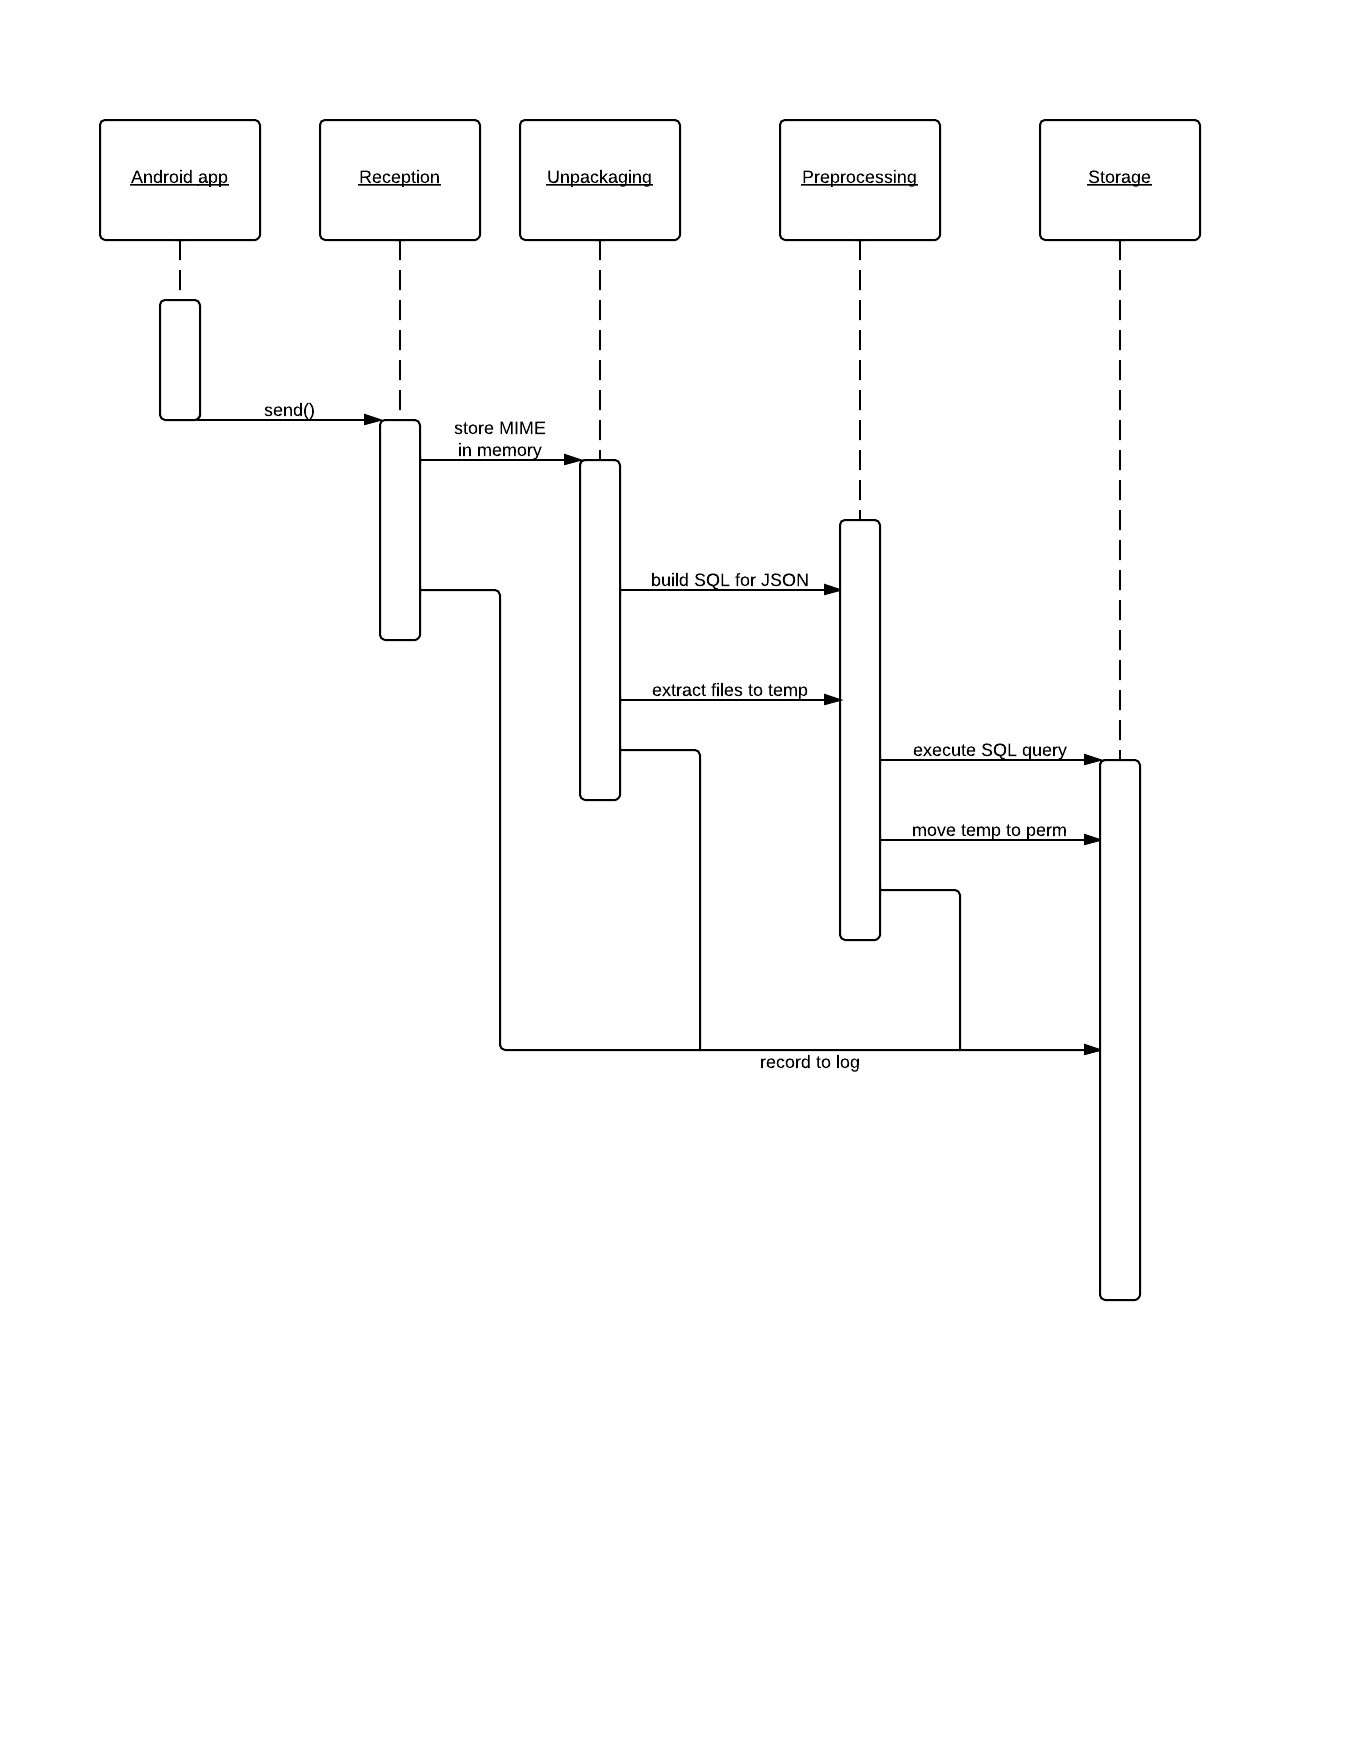 Android app
Reception
Unpackaging
Preprocessing
Storage
send()
store MIME
in memory
build SQL for JSON
extract files to temp
execute SQL query
move temp to perm
record to log